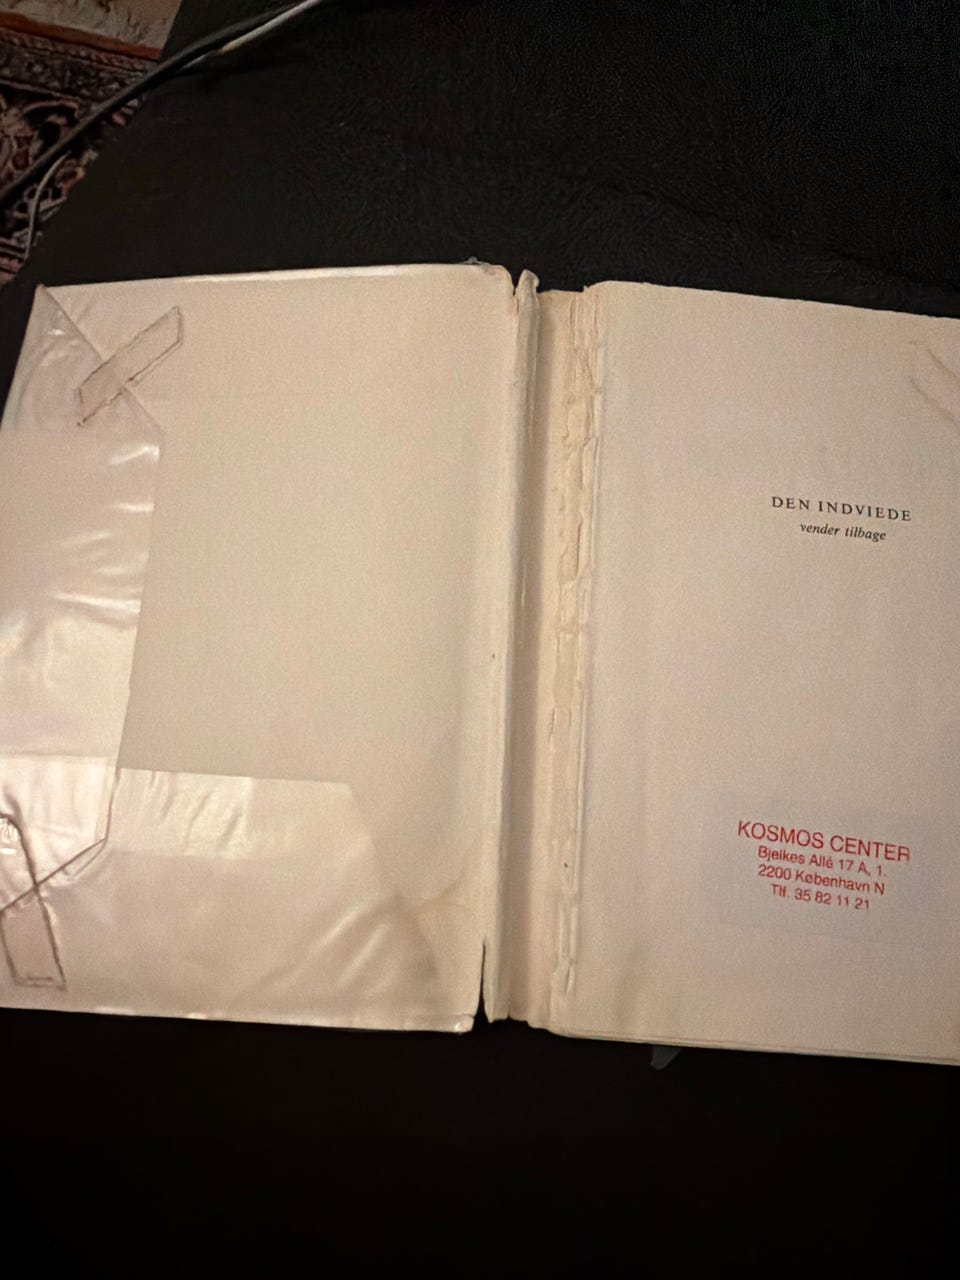 DEN INDVIEDE
vender tilbage
KOSMOS CENTER
Bjelkes Allé 17 A, 1.
2200 København N
Tlf. 35 82 11 21